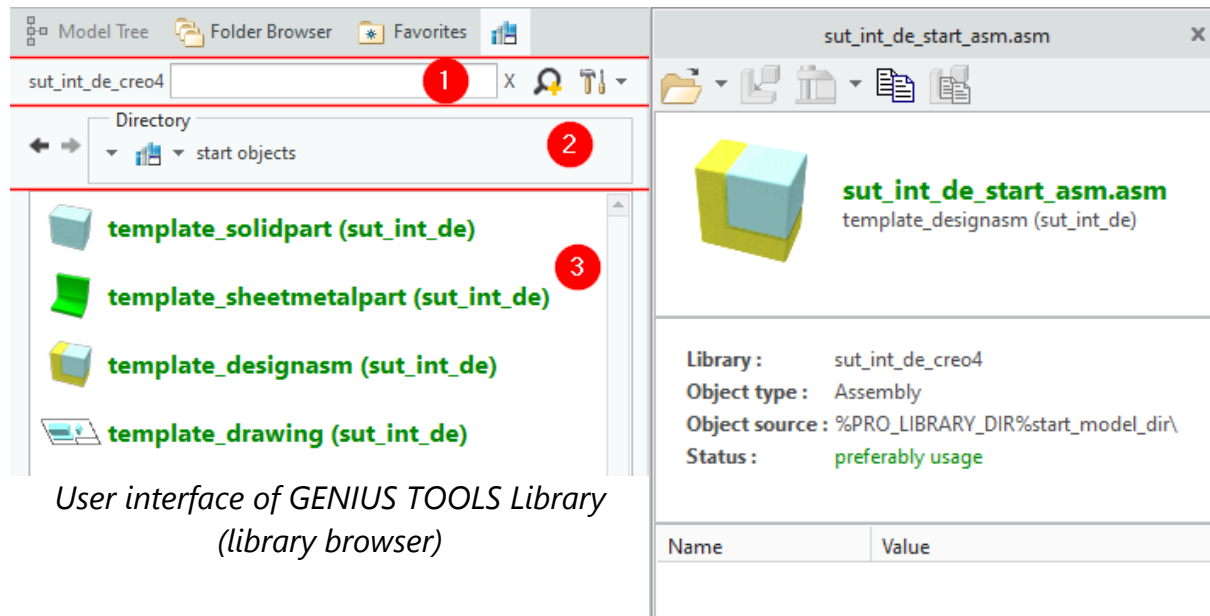 Model Tree Folder Browser Favorites
sut_int_de_creo4 1 X
Directory
start objects 2
template_solidpart (sut_int_de)
3
template_sheetmetalpart (sut_int_de)
template_designasm (sut_int_de)
template_drawing (sut_int_de)
User interface of GENIUS TOOLS Library
(library browser)
sut_int_de_start_asm.asm x
sut_int_de_start_asm.asm
template_designasm (sut_int_de)
Library : sut_int_de_creo4
Object type : Assembly
Object source : %PRO_LIBRARY_DIR%start_model_dir\
Status : preferably usage
Name Value